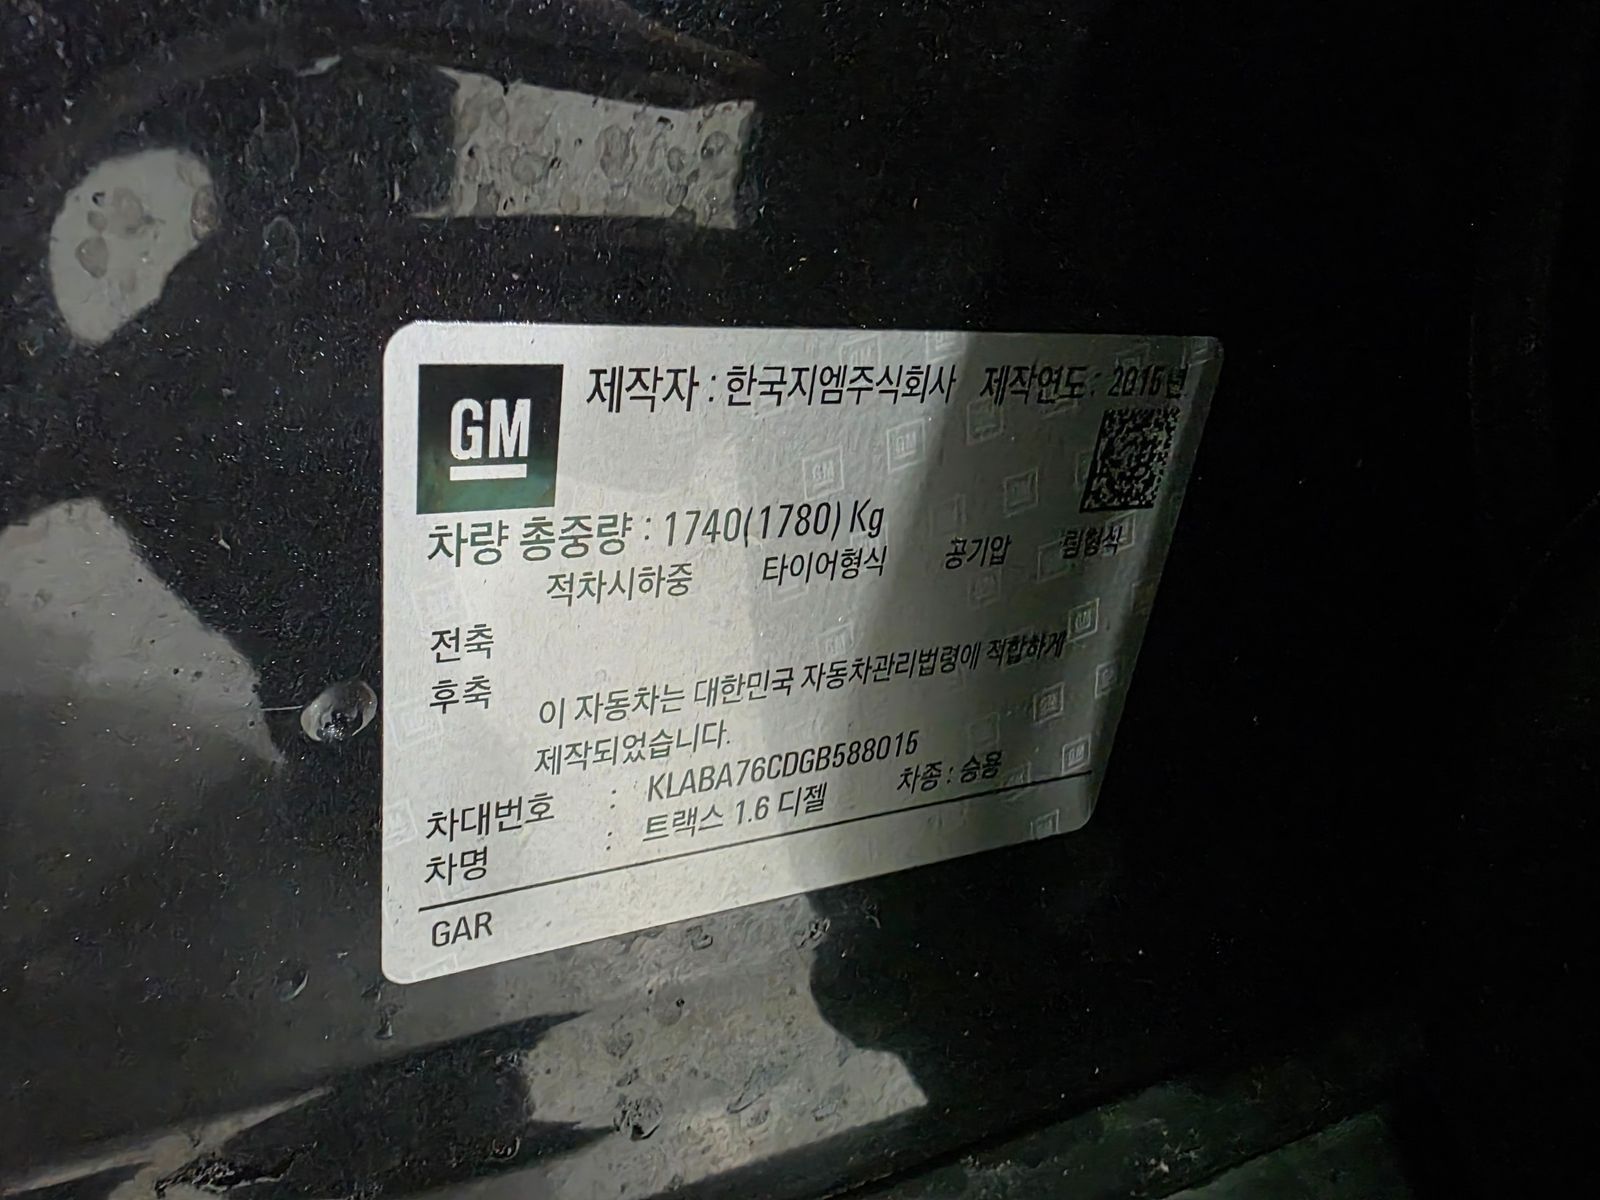 GM
제작자 : 한국지엠주식회사 제작연도 : 2015년
차량 총중량 : 1740(1780) Kg
적차시하중 타이어형식 공기압 림형식
전축
후축
이 자동차는 대한민국 자동차관리법령에 적합하게
제작되었습니다.
차대번호 : KLABA76CDGB588015
차명 : 트랙스 1.6 디젤 차종 : 승용
GAR